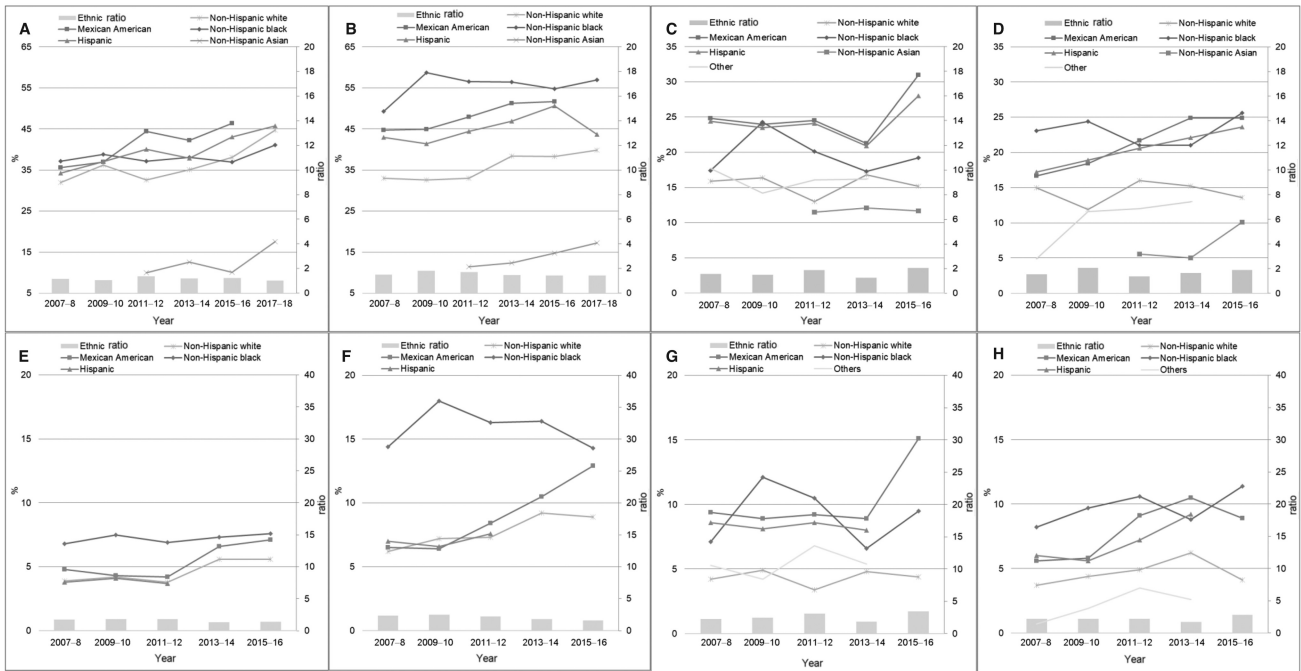 A
Ethnic ratio
Non-Hispanic white
Mexican American
Non-Hispanic black
Hispanic
Non-Hispanic Asian
65
55
45
35
25
15
5
%
20
18
16
14
12
10
8
6
4
2
0
ratio
2007–8 2009–10 2011–12 2013–14 2015–16 2017–18
Year
B
Ethnic ratio
Non-Hispanic white
Mexican American
Non-Hispanic black
Hispanic
Non-Hispanic Asian
65
55
45
35
25
15
5
%
20
18
16
14
12
10
8
6
4
2
0
ratio
2007–8 2009–10 2011–12 2013–14 2015–16 2017–18
Year
C
Ethnic ratio
Non-Hispanic white
Mexican American
Non-Hispanic black
Hispanic
Non-Hispanic Asian
Other
35
30
25
20
15
10
5
0
%
20
18
16
14
12
10
8
6
4
2
0
ratio
2007–8 2009–10 2011–12 2013–14 2015–16
Year
D
Ethnic ratio
Non-Hispanic white
Mexican American
Non-Hispanic black
Hispanic
Non-Hispanic Asian
Other
35
30
25
20
15
10
5
0
%
20
18
16
14
12
10
8
6
4
2
0
ratio
2007–8 2009–10 2011–12 2013–14 2015–16
Year
E
Ethnic ratio
Non-Hispanic white
Mexican American
Non-Hispanic black
Hispanic
20
15
10
5
0
%
40
35
30
25
20
15
10
5
0
ratio
2007–8 2009–10 2011–12 2013–14 2015–16
Year
F
Ethnic ratio
Non-Hispanic white
Mexican American
Non-Hispanic black
Hispanic
20
15
10
5
0
%
40
35
30
25
20
15
10
5
0
ratio
2007–8 2009–10 2011–12 2013–14 2015–16
Year
G
Ethnic ratio
Non-Hispanic white
Mexican American
Non-Hispanic black
Hispanic
Others
20
15
10
5
0
%
40
35
30
25
20
15
10
5
0
ratio
2007–8 2009–10 2011–12 2013–14 2015–16
Year
H
Ethnic ratio
Non-Hispanic white
Mexican American
Non-Hispanic black
Hispanic
Others
20
15
10
5
0
%
40
35
30
25
20
15
10
5
0
ratio
2007–8 2009–10 2011–12 2013–14 2015–16
Year